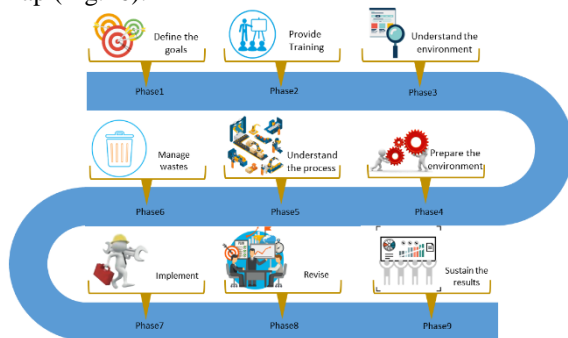 Define the
goals
Provide
Training
Understand the
environment
Phase1
Phase2
Phase3
Manage
wastes
Understand
the process
Prepare the
environment
Phase6
Phase5
Phase4
Implement
Revise
Sustain the
results
Phase7
Phase8
Phase9